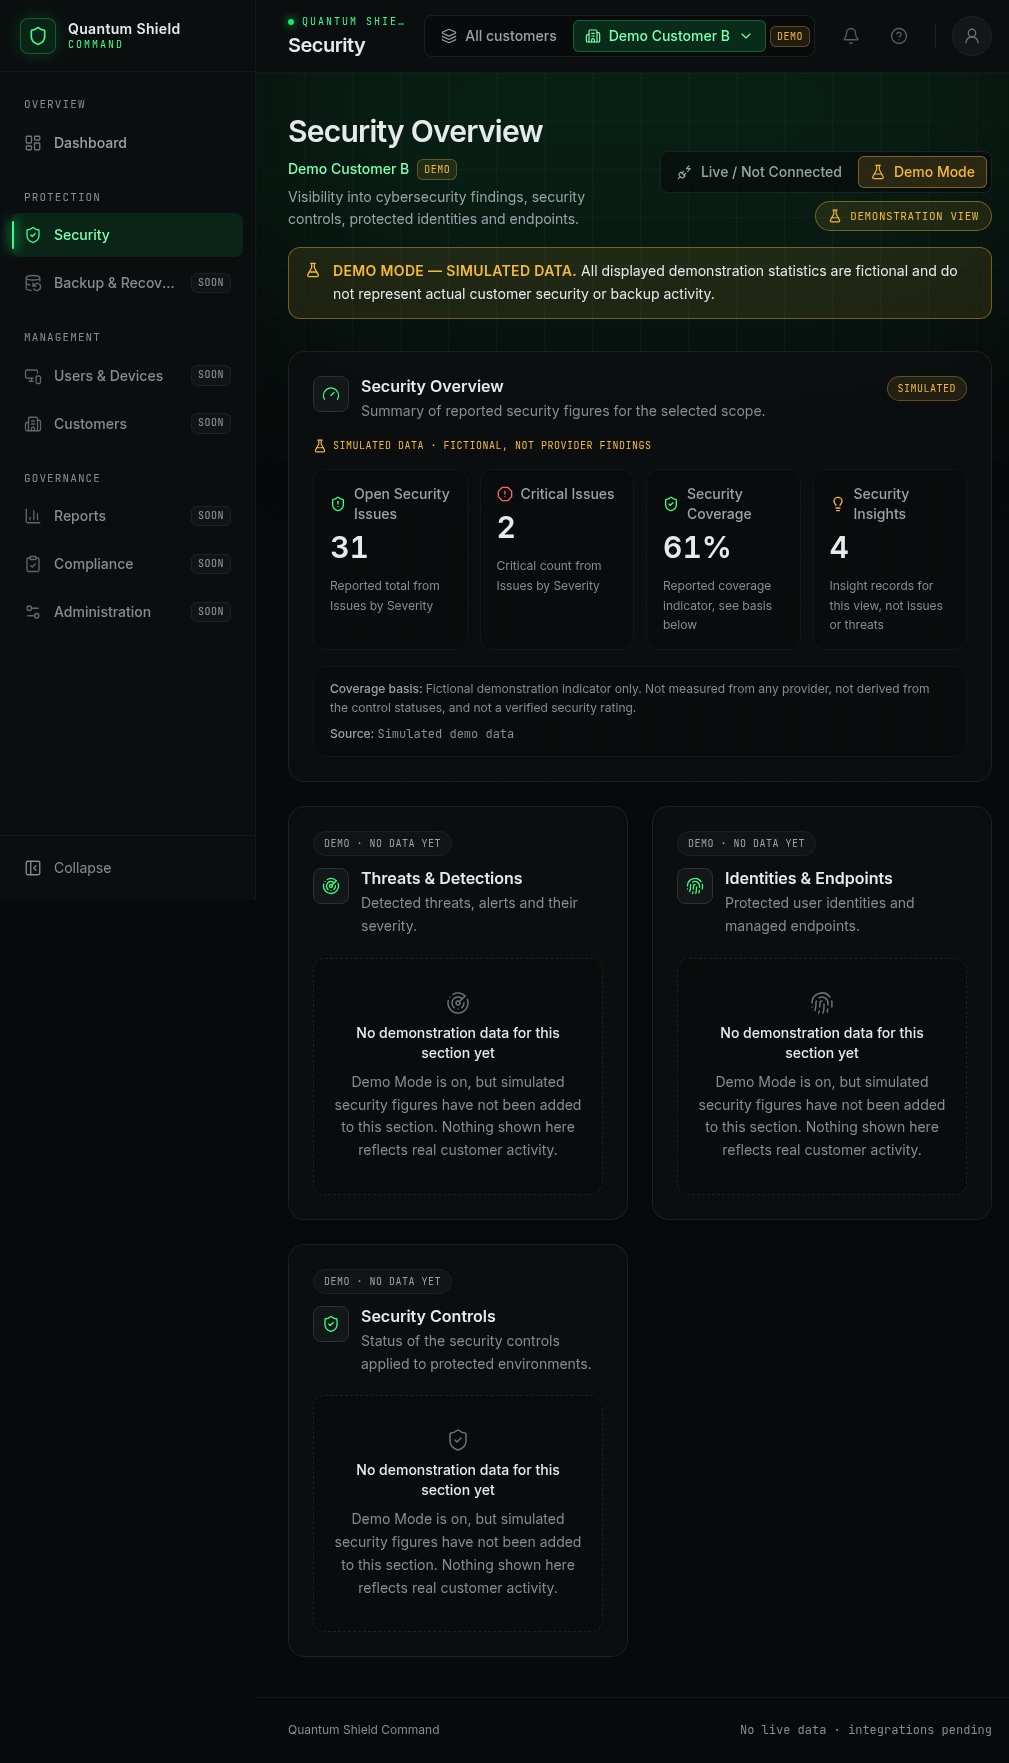 Quantum Shield
COMMAND
QUANTUM SHIE…
Security
All customers
Demo Customer B
DEMO
OVERVIEW
Dashboard
PROTECTION
Security
Backup & Recov...
SOON
MANAGEMENT
Users & Devices
SOON
Customers
SOON
GOVERNANCE
Reports
SOON
Compliance
SOON
Administration
SOON
Collapse
Security Overview
Demo Customer B
DEMO
Visibility into cybersecurity findings, security
controls, protected identities and endpoints.
Live / Not Connected
Demo Mode
DEMONSTRATION VIEW
DEMO MODE — SIMULATED DATA. All displayed demonstration statistics are fictional and do
not represent actual customer security or backup activity.
Security Overview
Summary of reported security figures for the selected scope.
SIMULATED
SIMULATED DATA · FICTIONAL, NOT PROVIDER FINDINGS
Open Security
Issues
31
Reported total from
Issues by Severity
Critical Issues
2
Critical count from
Issues by Severity
Security
Coverage
61%
Reported coverage
indicator, see basis
below
Security
Insights
4
Insight records for
this view, not issues
or threats
Coverage basis: Fictional demonstration indicator only. Not measured from any provider, not derived from
the control statuses, and not a verified security rating.
Source: Simulated demo data
DEMO · NO DATA YET
Threats & Detections
Detected threats, alerts and their
severity.
No demonstration data for this
section yet
Demo Mode is on, but simulated
security figures have not been added
to this section. Nothing shown here
reflects real customer activity.
DEMO · NO DATA YET
Identities & Endpoints
Protected user identities and
managed endpoints.
No demonstration data for this
section yet
Demo Mode is on, but simulated
security figures have not been added
to this section. Nothing shown here
reflects real customer activity.
DEMO · NO DATA YET
Security Controls
Status of the security controls
applied to protected environments.
No demonstration data for this
section yet
Demo Mode is on, but simulated
security figures have not been added
to this section. Nothing shown here
reflects real customer activity.
Quantum Shield Command
No live data · integrations pending